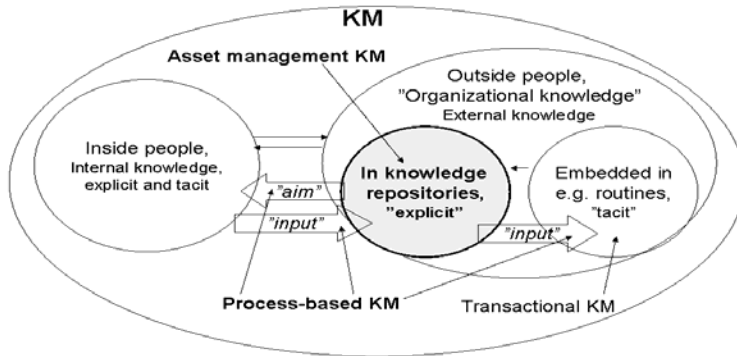 KM
Asset management KM
Outside people,
"Organizational knowledge"
External knowledge
Inside people,
Internal knowledge,
explicit and tacit
In knowledge
repositories,
"explicit"
Embedded in
e.g. routines,
"tacit"
"aim"
"input"
"input"
Process-based KM
Transactional KM